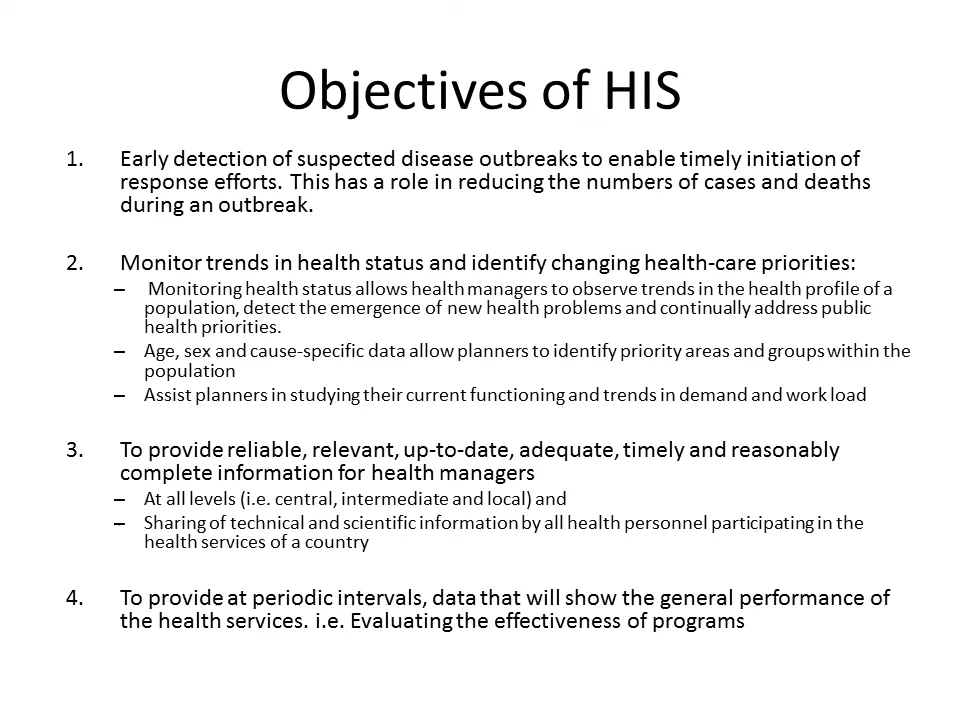 Objectives of HIS
1. Early detection of suspected disease outbreaks to enable timely initiation of
response efforts. This has a role in reducing the numbers of cases and deaths
during an outbreak.
2. Monitor trends in health status and identify changing health-care priorities:
– Monitoring health status allows health managers to observe trends in the health profile of a
population, detect the emergence of new health problems and continually address public
health priorities.
– Age, sex and cause-specific data allow planners to identify priority areas and groups within the
population
– Assist planners in studying their current functioning and trends in demand and work load
3. To provide reliable, relevant, up-to-date, adequate, timely and reasonably
complete information for health managers
– At all levels (i.e. central, intermediate and local) and
– Sharing of technical and scientific information by all health personnel participating in the
health services of a country
4. To provide at periodic intervals, data that will show the general performance of
the health services. i.e. Evaluating the effectiveness of programs